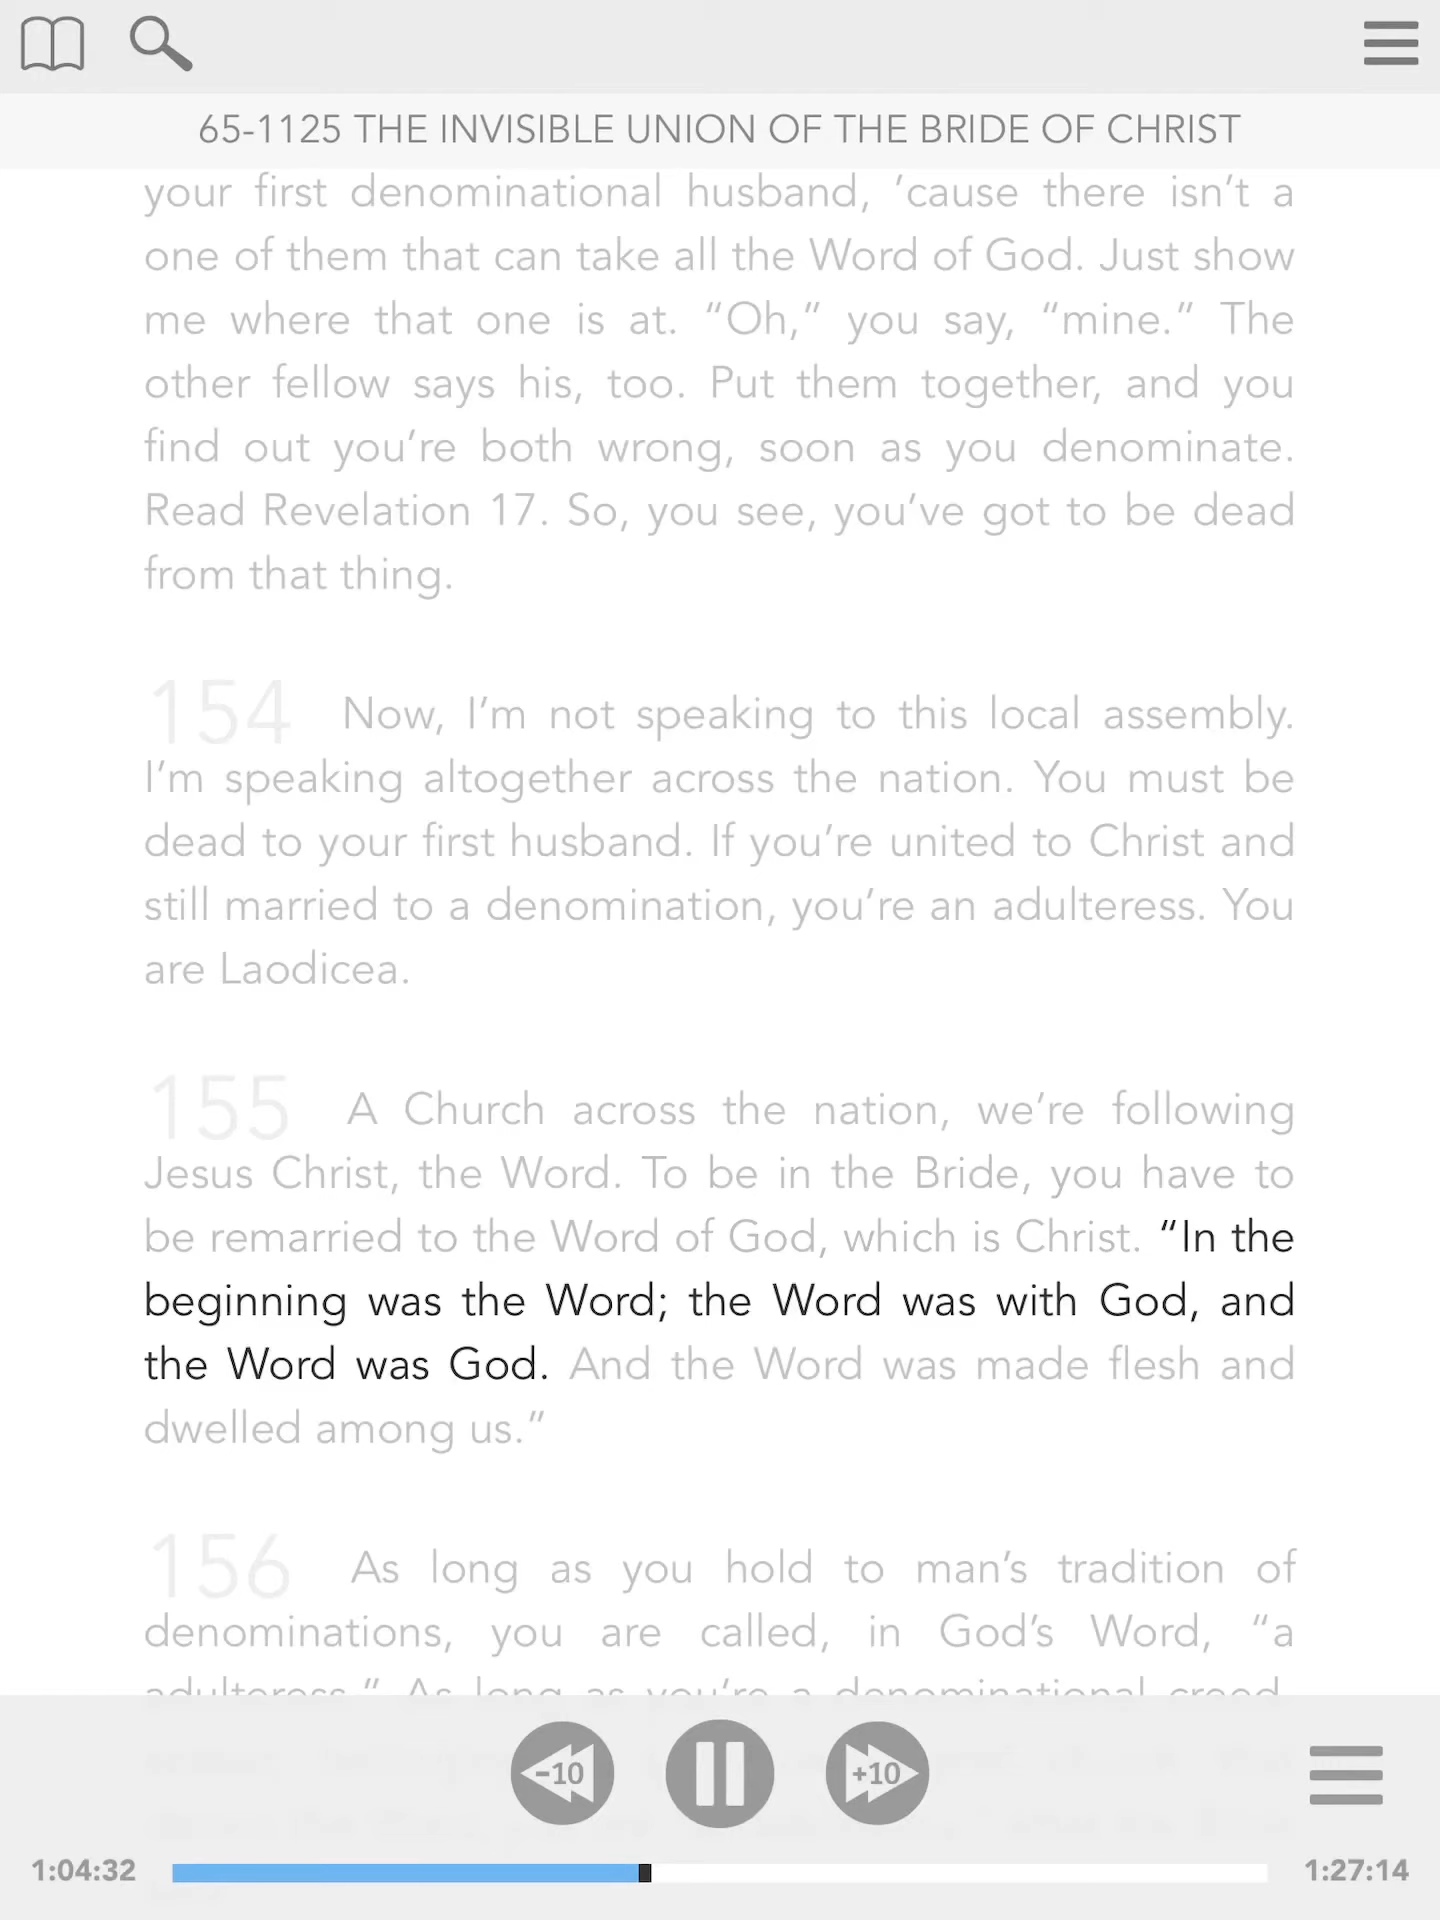 65-1125 THE INVISIBLE UNION OF THE BRIDE OF CHRIST
your first denominational husband, ’cause there isn’t a
one of them that can take all the Word of God. Just show
me where that one is at. “Oh,” you say, “mine.” The
other fellow says his, too. Put them together, and you
find out you’re both wrong, soon as you denominate.
Read Revelation 17. So, you see, you’ve got to be dead
from that thing.
154 Now, I’m not speaking to this local assembly.
I’m speaking altogether across the nation. You must be
dead to your first husband. If you’re united to Christ and
still married to a denomination, you’re an adulteress. You
are Laodicea.
155 A Church across the nation, we’re following
Jesus Christ, the Word. To be in the Bride, you have to
be remarried to the Word of God, which is Christ. “In the
beginning was the Word; the Word was with God, and
the Word was God. And the Word was made flesh and
dwelled among us.”
156 As long as you hold to man’s tradition of
denominations, you are called, in God’s Word, “a
adulteress.” As long as you’re a denominational creed,
-10 +10
1:04:32 1:27:14